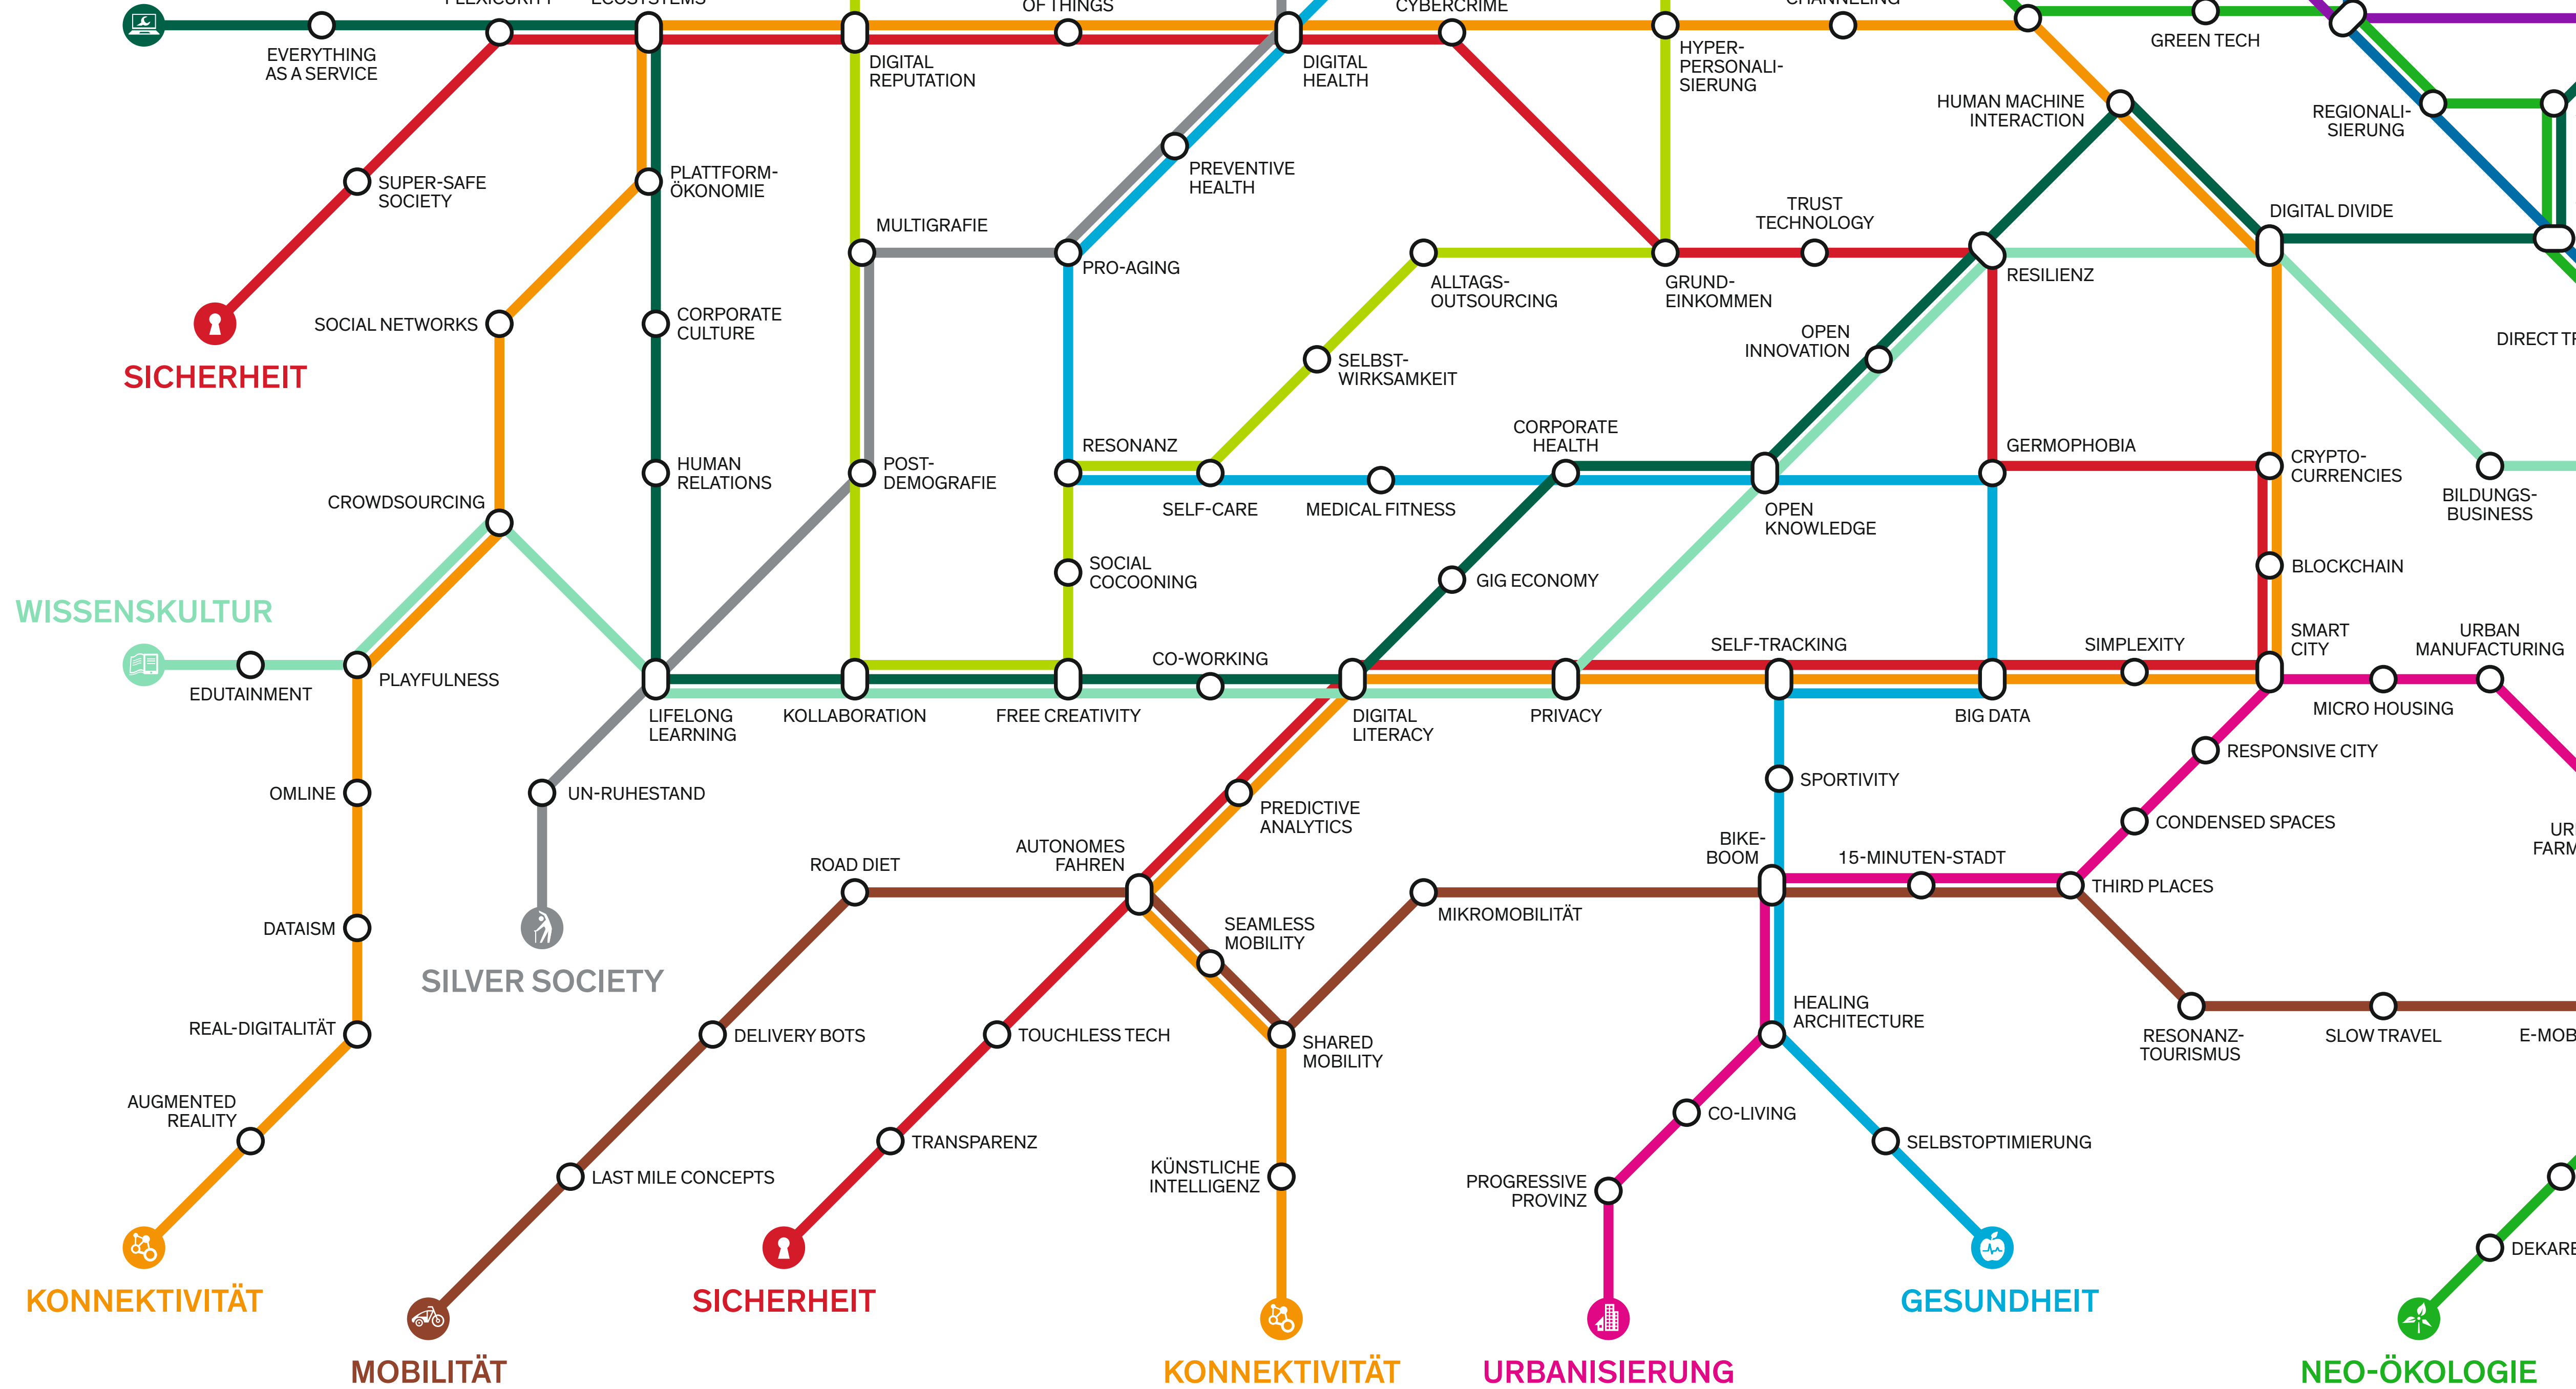 OF THINGS
CYBERCRIME
EVERYTHING
AS A SERVICE
DIGITAL
REPUTATION
DIGITAL
HEALTH
HYPER-
PERSONALI-
SIERUNG
GREEN TECH
HUMAN MACHINE
INTERACTION
REGIONALI-
SIERUNG
SUPER-SAFE
SOCIETY
PLATTFORM-
ÖKONOMIE
PREVENTIVE
HEALTH
MULTIGRAFIE
TRUST
TECHNOLOGY
DIGITAL DIVIDE
PRO-AGING
ALLTAGS-
OUTSOURCING
GRUND-
EINKOMMEN
RESILIENZ
SICHERHEIT
SOCIAL NETWORKS
CORPORATE
CULTURE
SELBST-
WIRKSAMKEIT
OPEN
INNOVATION
DIRECT
CROWDSOURCING
HUMAN
RELATIONS
POST-
DEMOGRAFIE
RESONANZ
SELF-CARE
MEDICAL FITNESS
CORPORATE
HEALTH
OPEN
KNOWLEDGE
GERMOPHOBIA
CRYPTO-
CURRENCIES
BILDUNGS-
BUSINESS
SOCIAL
COCOONING
GIG ECONOMY
BLOCKCHAIN
WISSENSKULTUR
EDUTAINMENT
PLAYFULNESS
LIFELONG
LEARNING
KOLLABORATION
FREE CREATIVITY
CO-WORKING
DIGITAL
LITERACY
PRIVACY
SELF-TRACKING
BIG DATA
SIMPLEXITY
SMART
CITY
URBAN
MANUFACTURING
MICRO HOUSING
OMLINE
UN-RUHESTAND
PREDICTIVE
ANALYTICS
SPORTIVITY
RESPONSIVE CITY
CONDENSED SPACES
ROAD DIET
AUTONOMES
FAHREN
BIKE-
BOOM
15-MINUTEN-STADT
THIRD PLACES
DATAISM
SILVER SOCIETY
SEAMLESS
MOBILITY
MIKROMOBILITÄT
REAL-DIGITALITÄT
DELIVERY BOTS
TOUCHLESS TECH
SHARED
MOBILITY
HEALING
ARCHITECTURE
RESONANZ-
TOURISMUS
SLOW TRAVEL
AUGMENTED
REALITY
LAST MILE CONCEPTS
TRANSPARENZ
KÜNSTLICHE
INTELLIGENZ
CO-LIVING
SELBSTOPTIMIERUNG
PROGRESSIVE
PROVINZ
KONNEKTIVITÄT
SICHERHEIT
GESUNDHEIT
MOBILITÄT
KONNEKTIVITÄT
URBANISIERUNG
NEO-ÖKOLOGIE